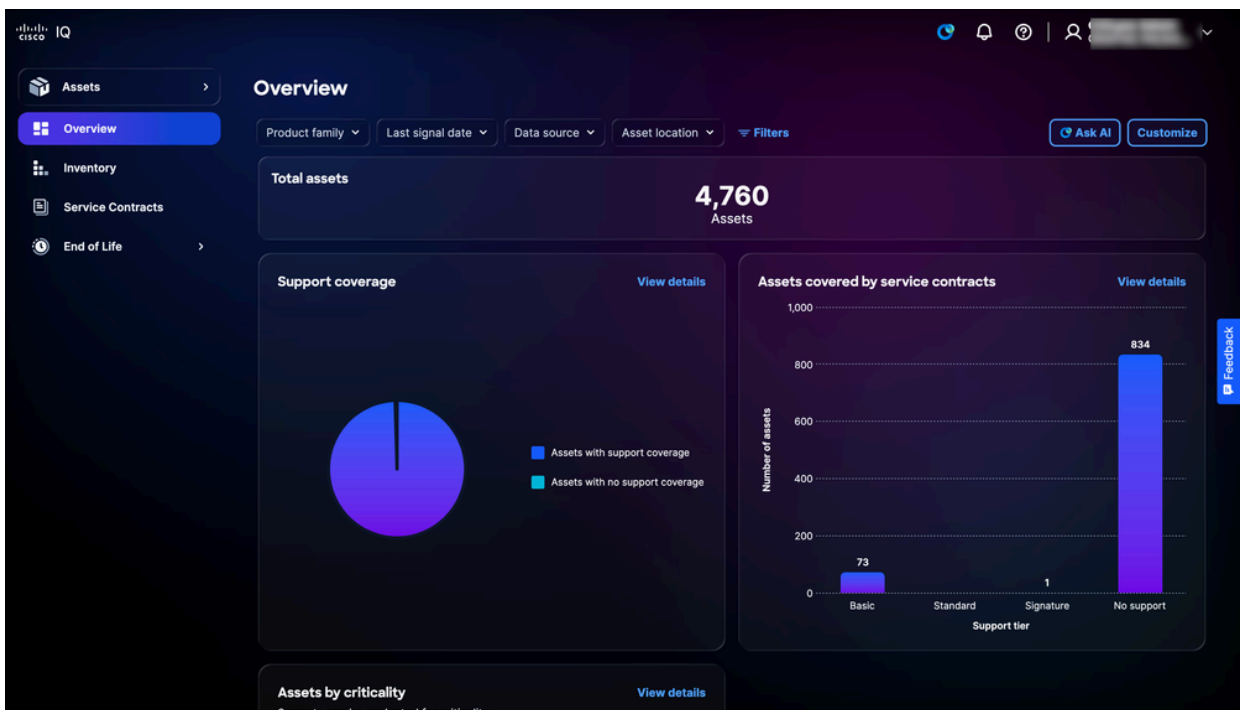 cisco IQ
Assets
Overview
Inventory
Service Contracts
End of Life
Overview
Product family
Last signal date
Data source
Asset location
Filters
Ask AI
Customize
Total assets
4,760
Assets
Support coverage
View details
Assets with support coverage
Assets with no support coverage
Assets covered by service contracts
View details
Number of assets
1,000
800
600
400
200
0
73
1
834
Basic
Standard
Signature
No support
Support tier
Feedback
Assets by criticality
View details